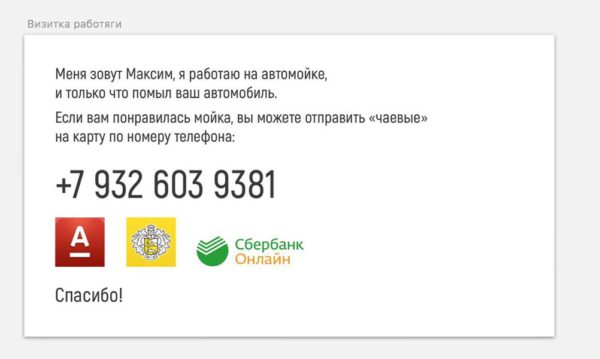 Визитка работяги
Меня зовут Максим, я работаю на автомойке,
и только что помыл ваш автомобиль.
Если вам понравилась мойка, вы можете отправить «чаевые»
на карту по номеру телефона:
+7 932 603 9381
А
Сбербанк
Онлайн
Спасибо!